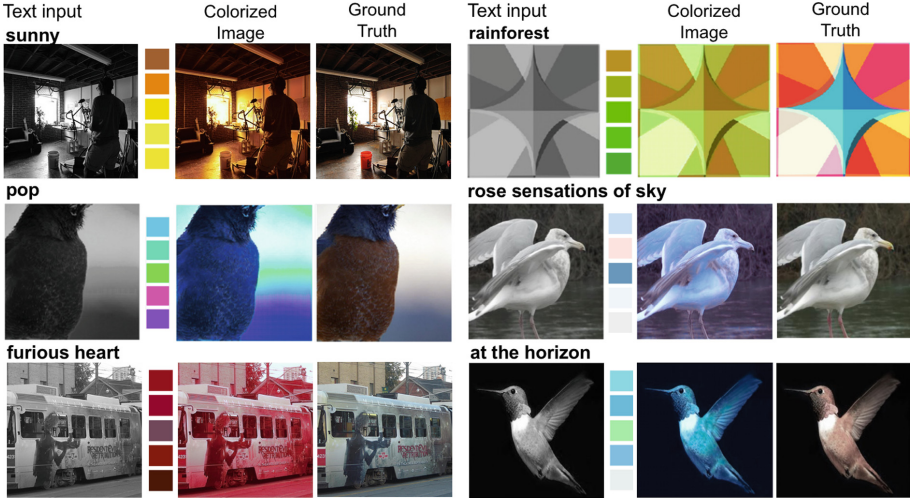 Text input
Colorized
Image
Ground
Truth
Text input
Colorized
Image
Ground
Truth
sunny
rainforest
pop
rose sensations of sky
furious heart
at the horizon